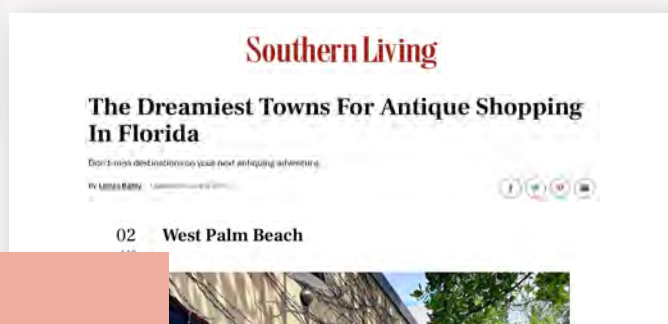 Southern Living
The Dreamiest Towns For Antique Shopping
In Florida
Don't-miss destinations on your next antiquing adventure.
By
02 West Palm Beach